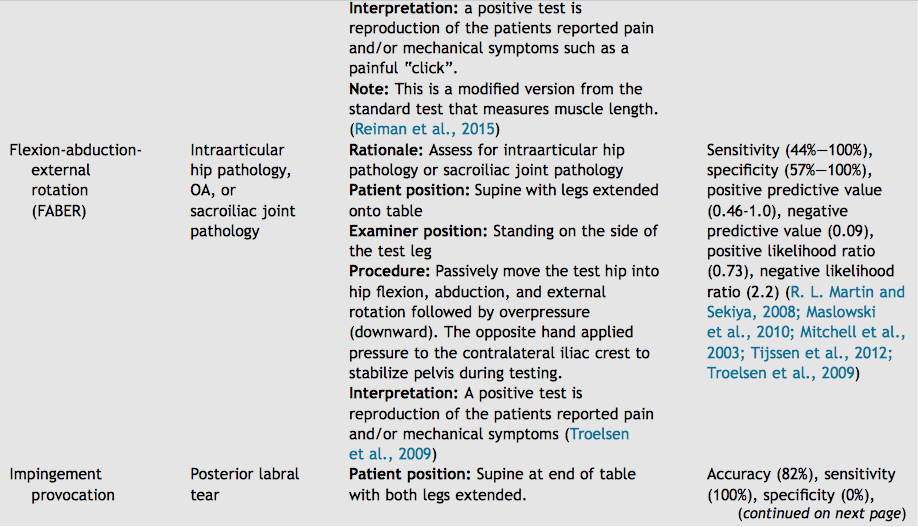 Interpretation: a positive test is
reproduction of the patients reported pain
and/or mechanical symptoms such as a
painful “click”.
Note: This is a modified version from the
standard test that measures muscle length.
(Reiman et al., 2015)
Flexion-abduction-
external
rotation
(FABER)
Intraarticular
hip pathology,
OA, or
sacroiliac joint
pathology
Rationale: Assess for intraarticular hip
pathology or sacroiliac joint pathology
Patient position: Supine with legs extended
onto table
Examiner position: Standing on the side of
the test leg
Procedure: Passively move the test hip into
hip flexion, abduction, and external
rotation followed by overpressure
(downward). The opposite hand applied
pressure to the contralateral iliac crest to
stabilize pelvis during testing.
Interpretation: A positive test is
reproduction of the patients reported pain
and/or mechanical symptoms (Troelsen
et al., 2009)
Sensitivity (44%—100%),
specificity (57%—100%),
positive predictive value
(0.46-1.0), negative
predictive value (0.09),
positive likelihood ratio
(0.73), negative likelihood
ratio (2.2) (R. L. Martin and
Sekiya, 2008; Maslowski
et al., 2010; Mitchell et al.,
2003; Tijssen et al., 2012;
Troelsen et al., 2009)
Impingement
provocation
Posterior labral
tear
Patient position: Supine at end of table
with both legs extended.
Accuracy (82%), sensitivity
(100%), specificity (0%),
(continued on next page)